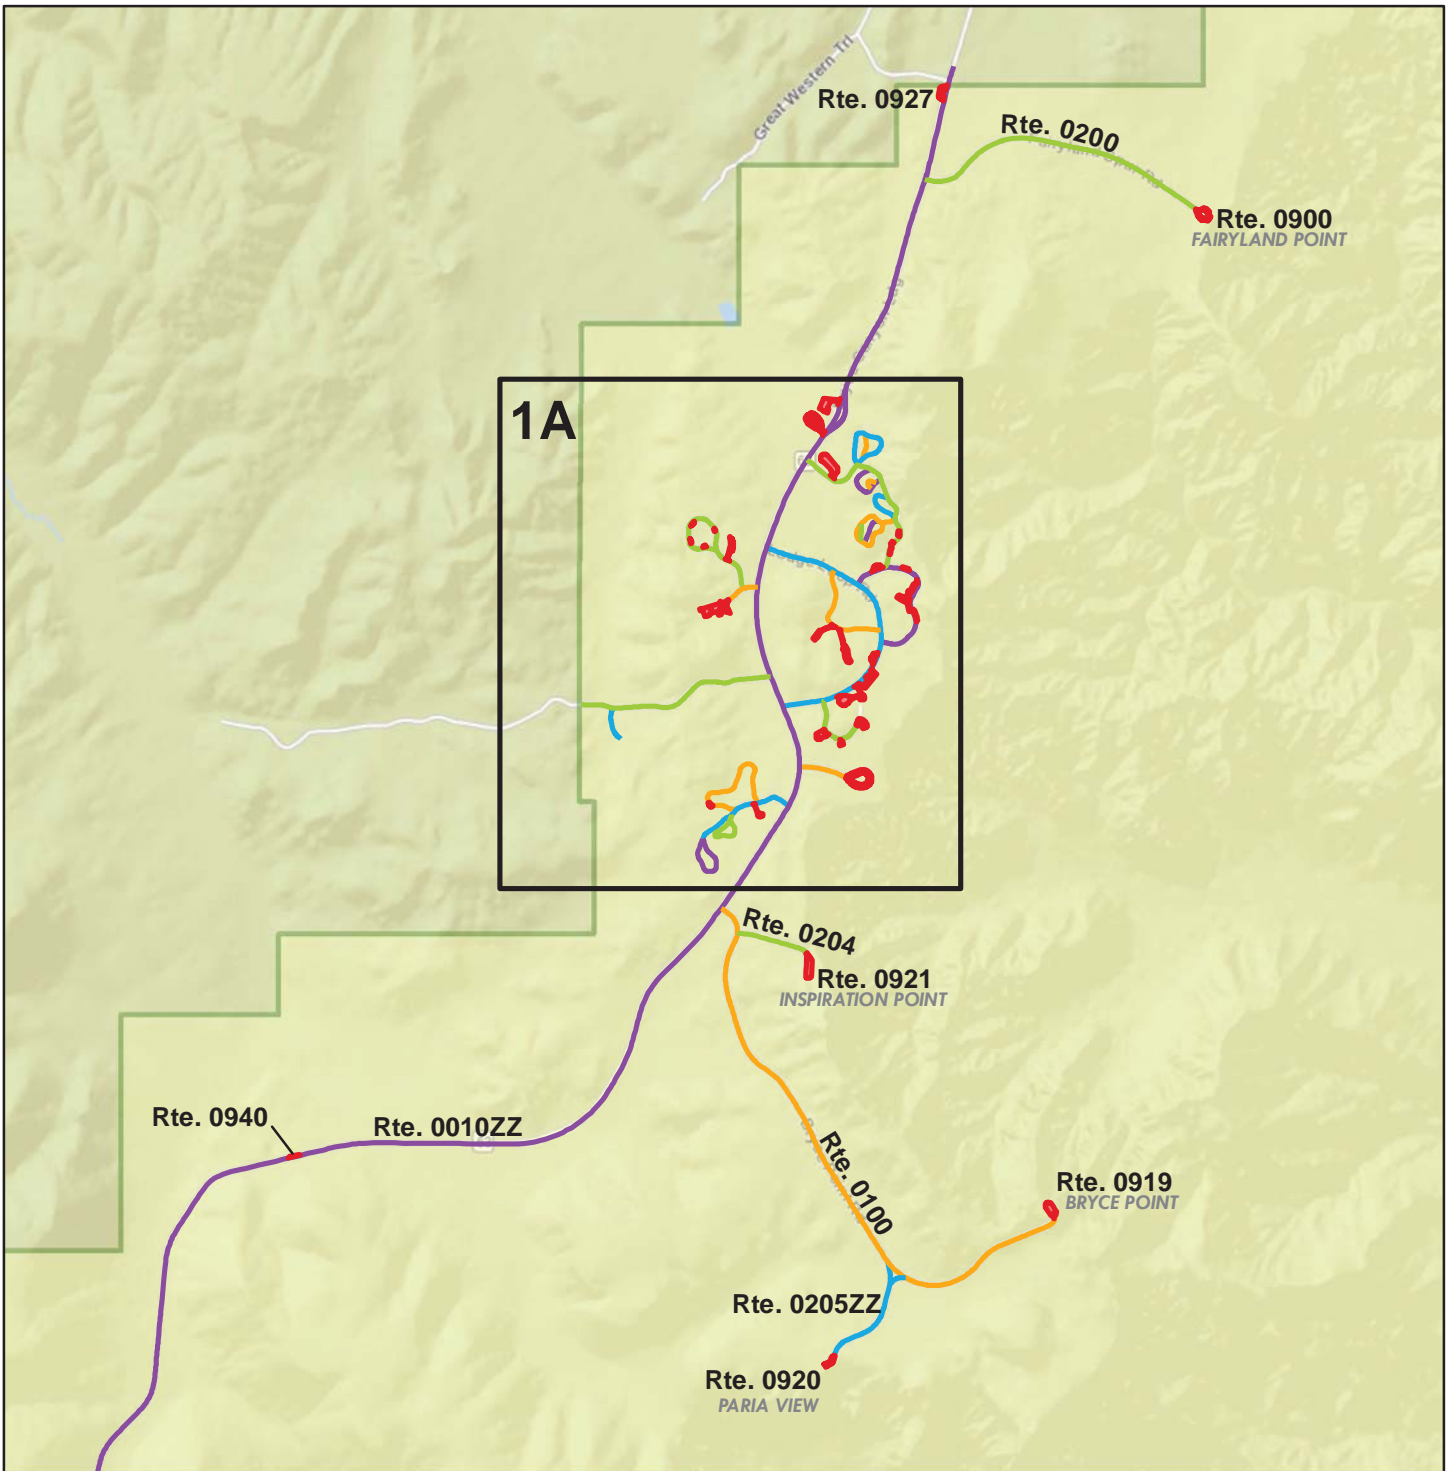 Great Western Trl
Rte. 0927
Rte. 0200
Rte. 0900
FAIRYLAND POINT
1A
Rte. 0204
Rte. 0921
INSPIRATION POINT
Rte. 0940
Rte. 0010ZZ
Rte. 0100
Rte. 0919
BRYCE POINT
Rte. 0205ZZ
Rte. 0920
PARIA VIEW